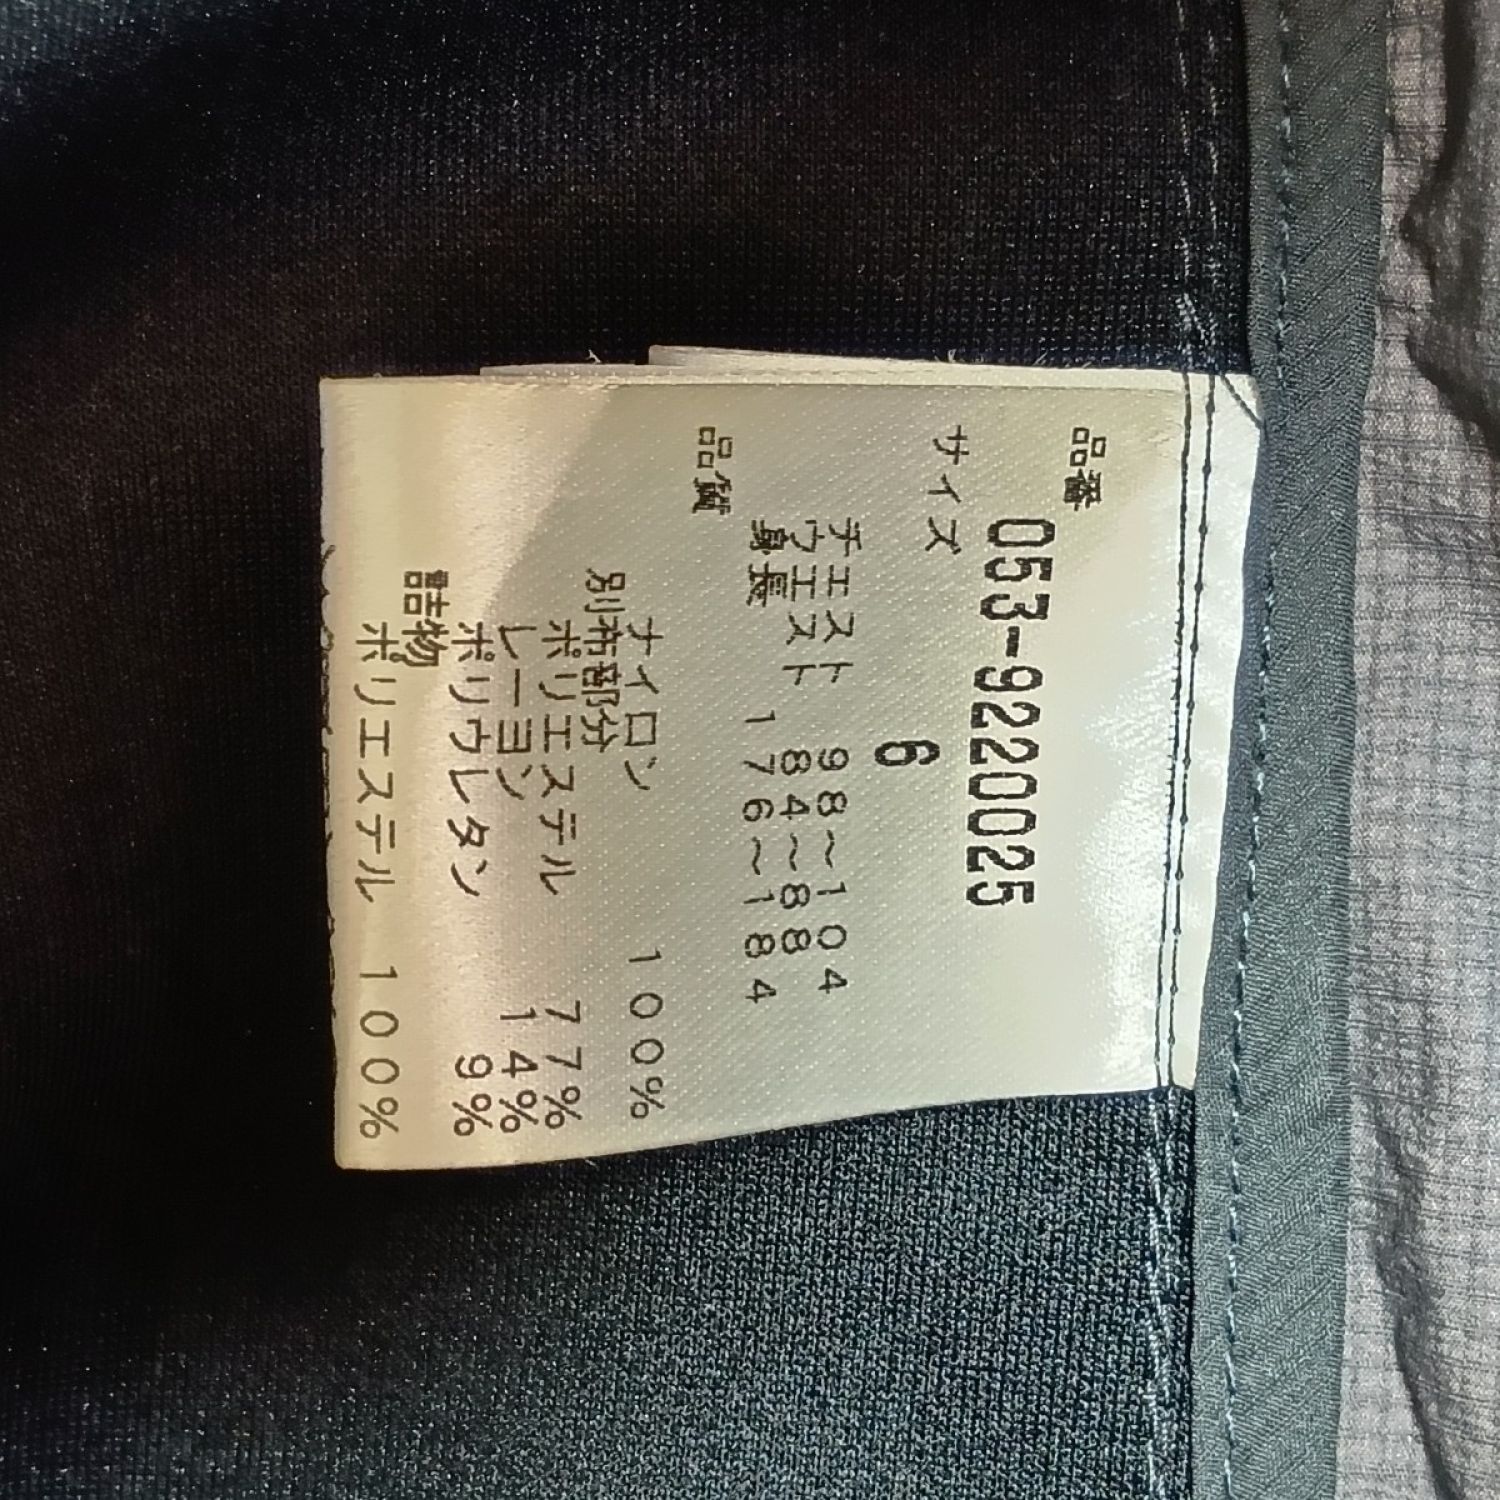 品番
053-9220025
サイズ
6
チェスト 98~104
ウエスト 84~88
身長 176~184
品質
ナイロン 100%
別布部分
ポリエステル 77%
レーヨン 14%
ポリウレタン 9%
詰物
ポリエステル 100%